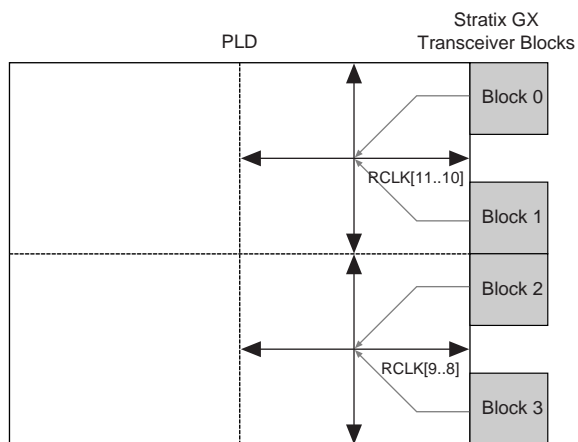 Stratix GX
PLD
Transceiver Blocks
Block 0
RCLK[11..10]
Block 1
Block 2
RCLK[9..8]
Block 3